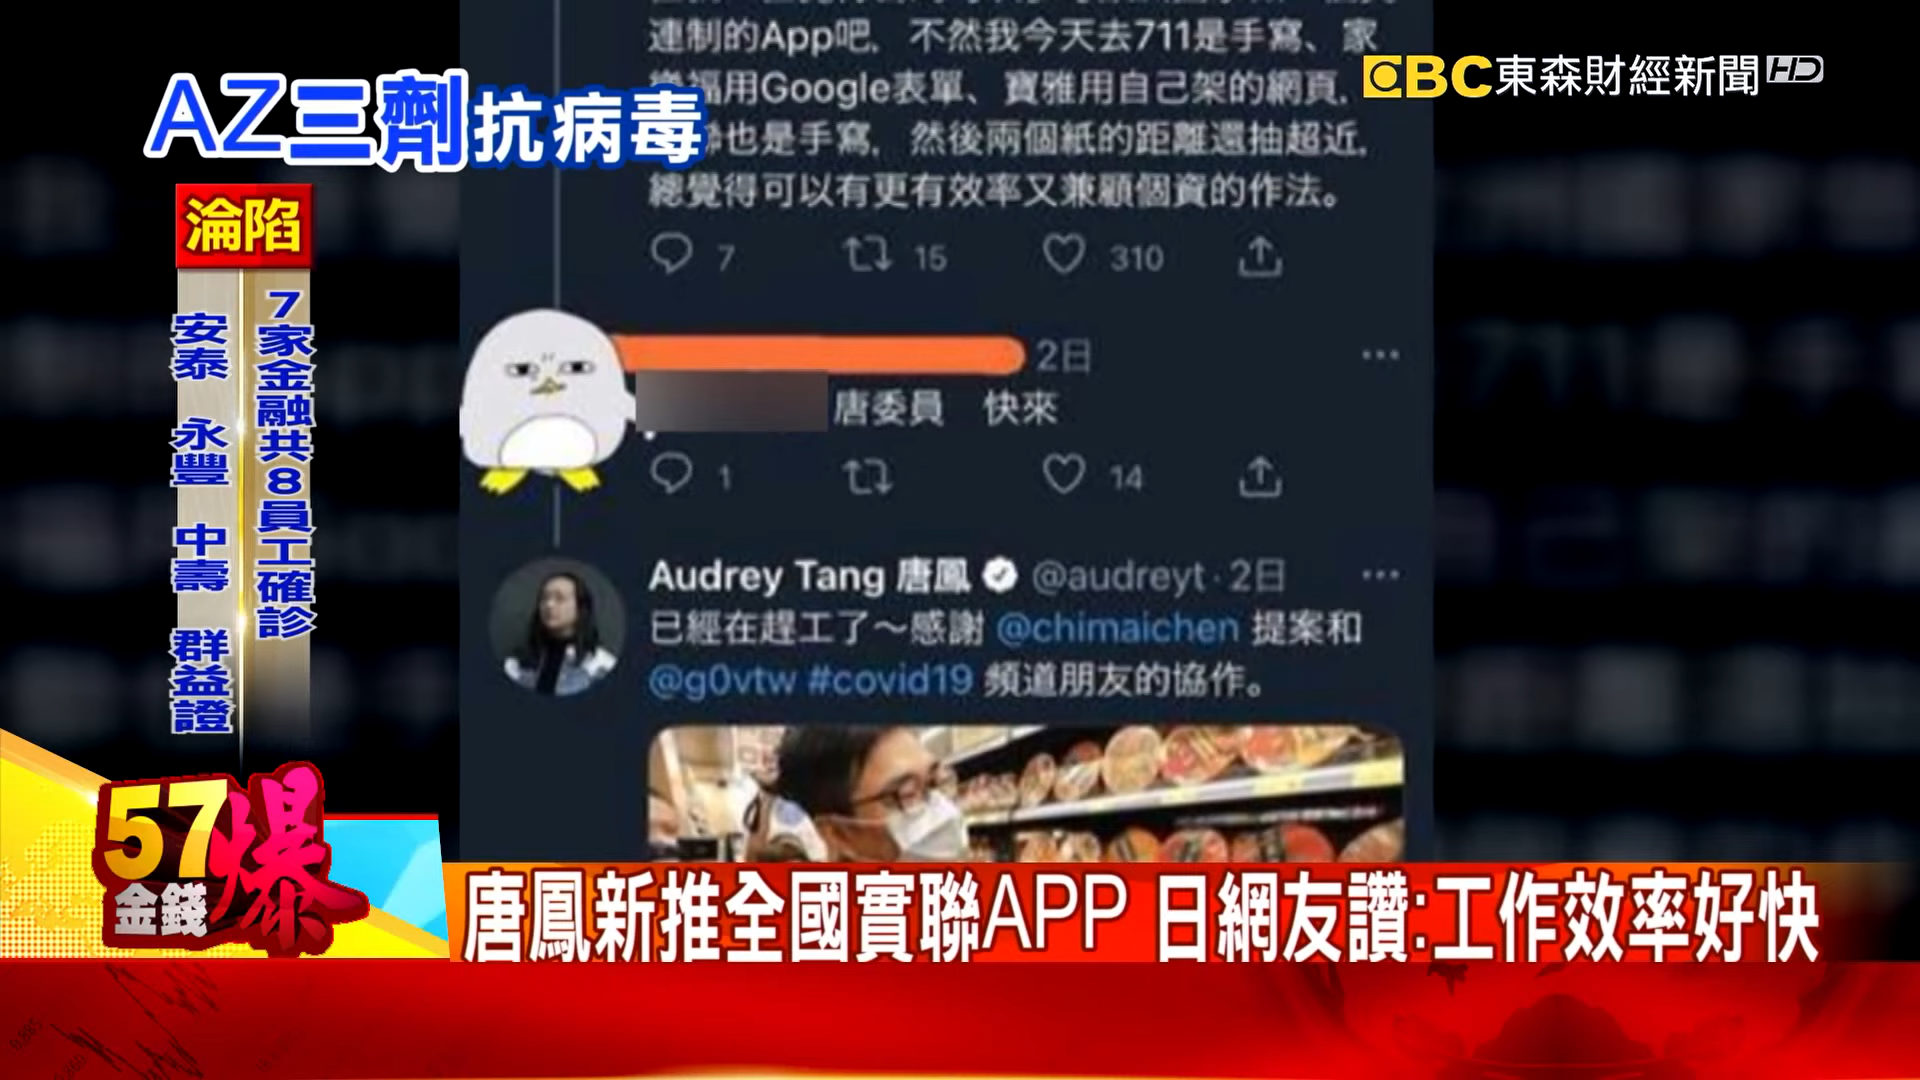 連制的App吧，不然我今天去711是手寫、家
樂福用Google表單、寶雅用自己架的網頁，
聯也是手寫，然後兩個紙的距離還抽超近，
總覺得可以有更有效率又兼顧個資的作法。
7 15 310
2日
唐委員 快來
1 14
Audrey Tang 唐鳳 @audreyt·2日
已經在趕工了～感謝 @chimaichen 提案和
@g0vtw #covid19 頻道朋友的協作。
AZ三劑抗病毒
EBC東森財經新聞HD
淪陷
7家金融共8員工確診
安泰 永豐 中壽 群益證
57金錢爆
唐鳳新推全國實聯APP 日網友讚:工作效率好快